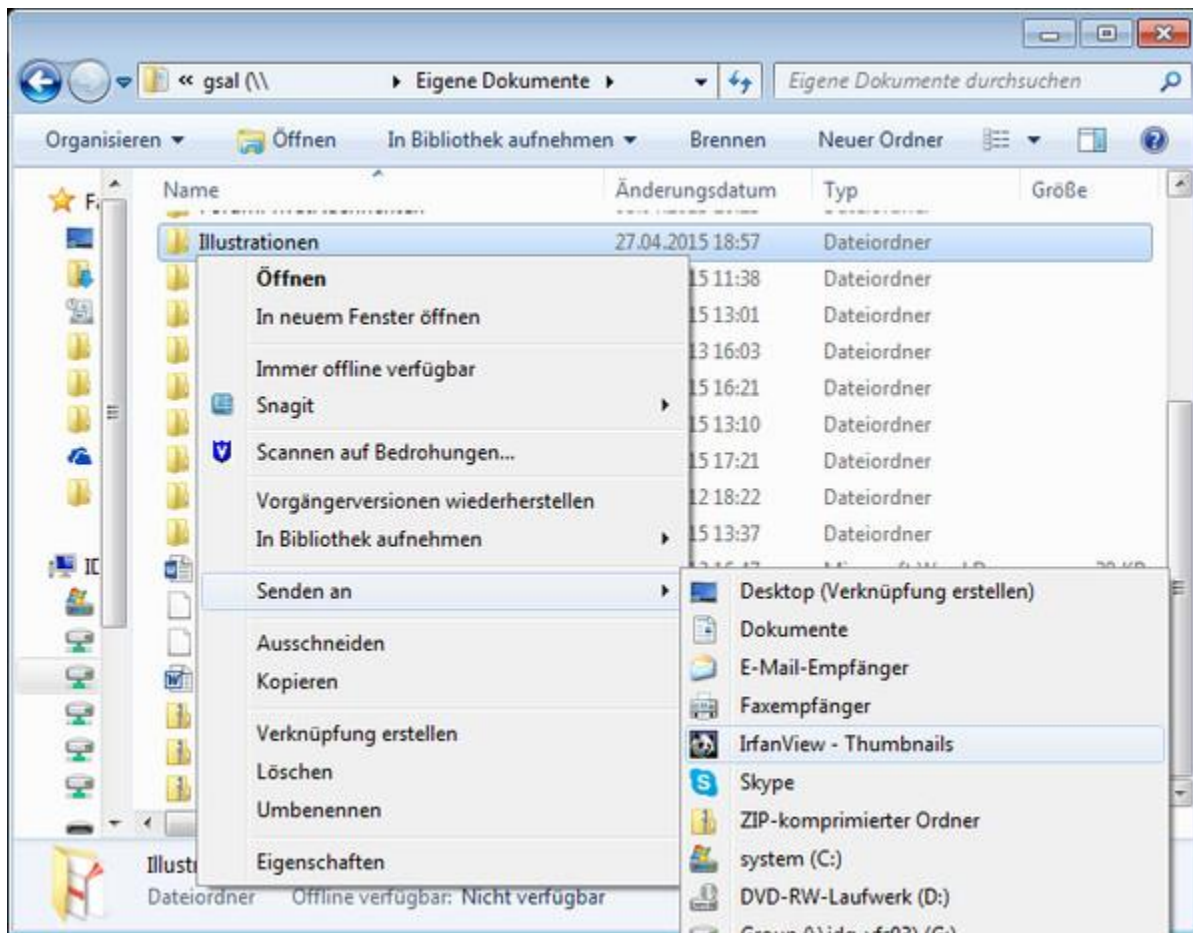 « gsal (\\ ▸ Eigene Dokumente ▸ Eigene Dokumente durchsuchen
Organisieren Öffnen In Bibliothek aufnehmen Brennen Neuer Ordner
Name Änderungsdatum Typ Größe
Illustrationen 27.04.2015 18:57 Dateiordner
Öffnen 15 11:38 Dateiordner
In neuem Fenster öffnen 15 13:01 Dateiordner
13 16:03 Dateiordner
Immer offline verfügbar 15 16:21 Dateiordner
Snagit 15 13:10 Dateiordner
Scannen auf Bedrohungen... 15 17:21 Dateiordner
Vorgängerversionen wiederherstellen 12 18:22 Dateiordner
In Bibliothek aufnehmen 15 13:37 Dateiordner
Senden an Desktop (Verknüpfung erstellen)
Ausschneiden Dokumente
Kopieren E-Mail-Empfänger
Faxempfänger
Verknüpfung erstellen IrfanView - Thumbnails
Löschen Skype
Umbenennen ZIP-komprimierter Ordner
Eigenschaften system (C:)
Illust
Dateiordner Offline verfügbar: Nicht verfügbar DVD-RW-Laufwerk (D:)